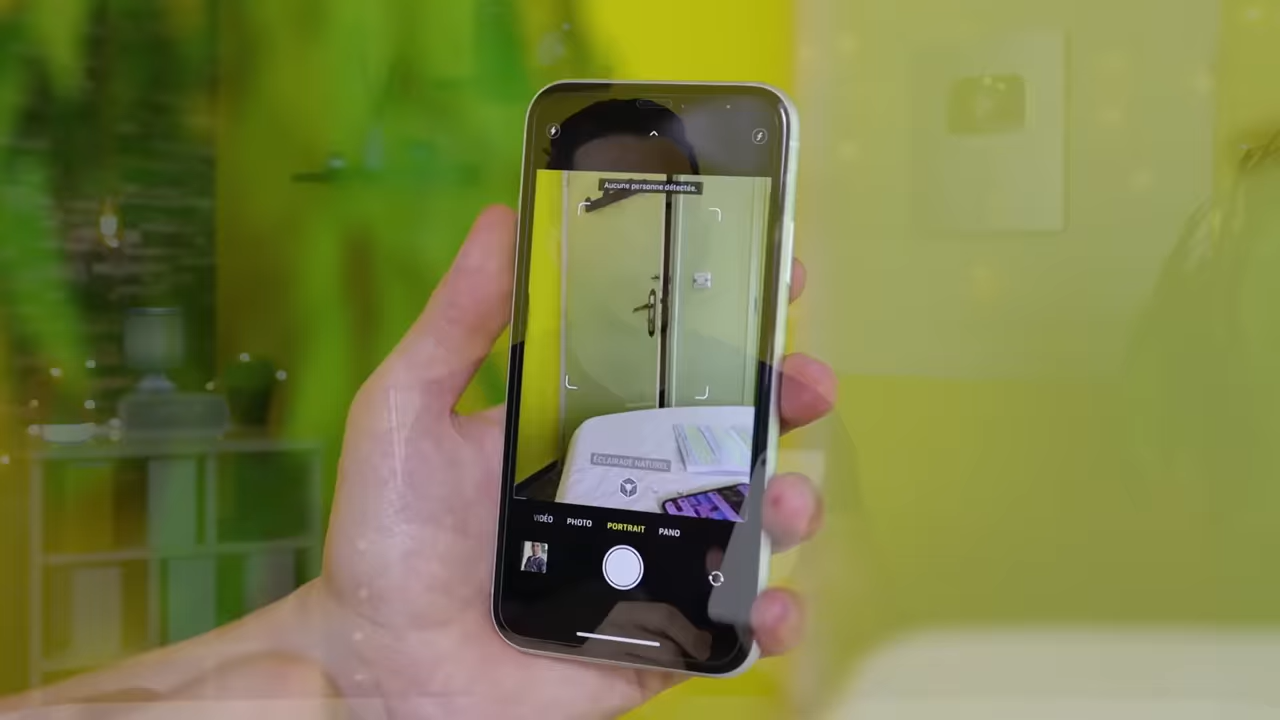 Aucune personne détectée.
ÉCLAIRAGE NATUREL
VIDÉO PHOTO PORTRAIT PANO